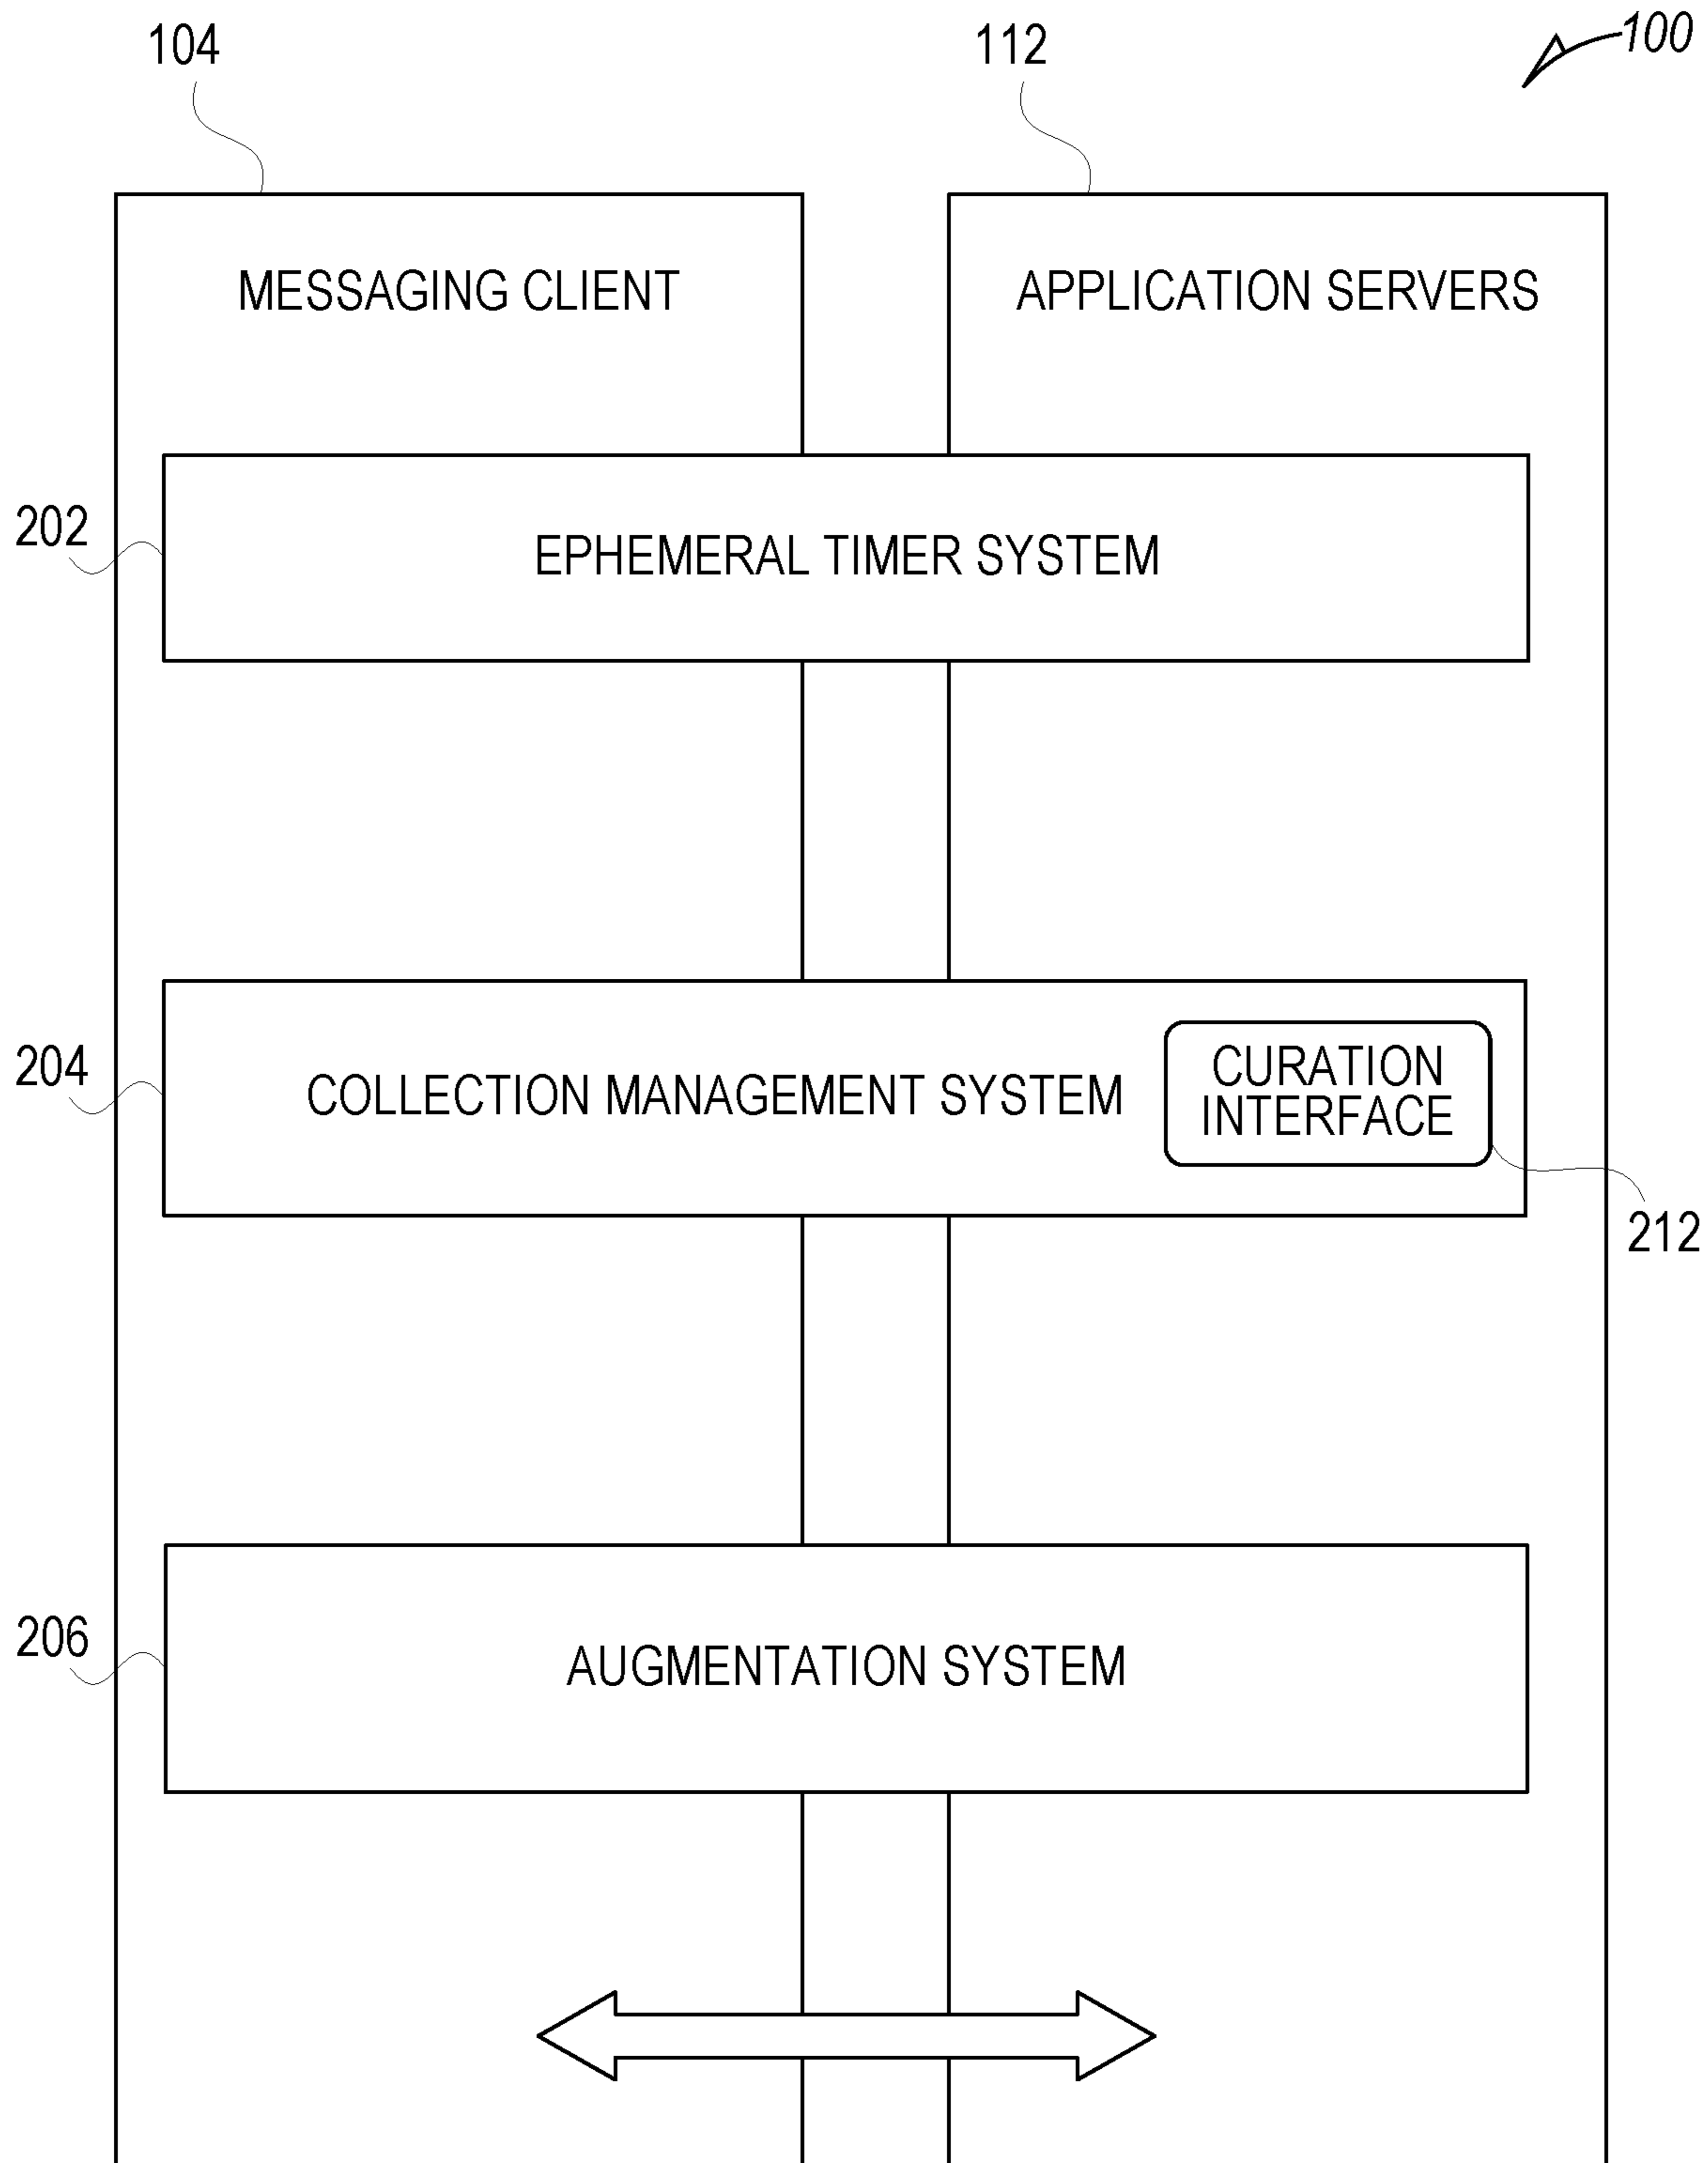 104
112
100
MESSAGING CLIENT
APPLICATION SERVERS
202
EPHEMERAL TIMER SYSTEM
204
COLLECTION MANAGEMENT SYSTEM
CURATION
INTERFACE
212
206
AUGMENTATION SYSTEM